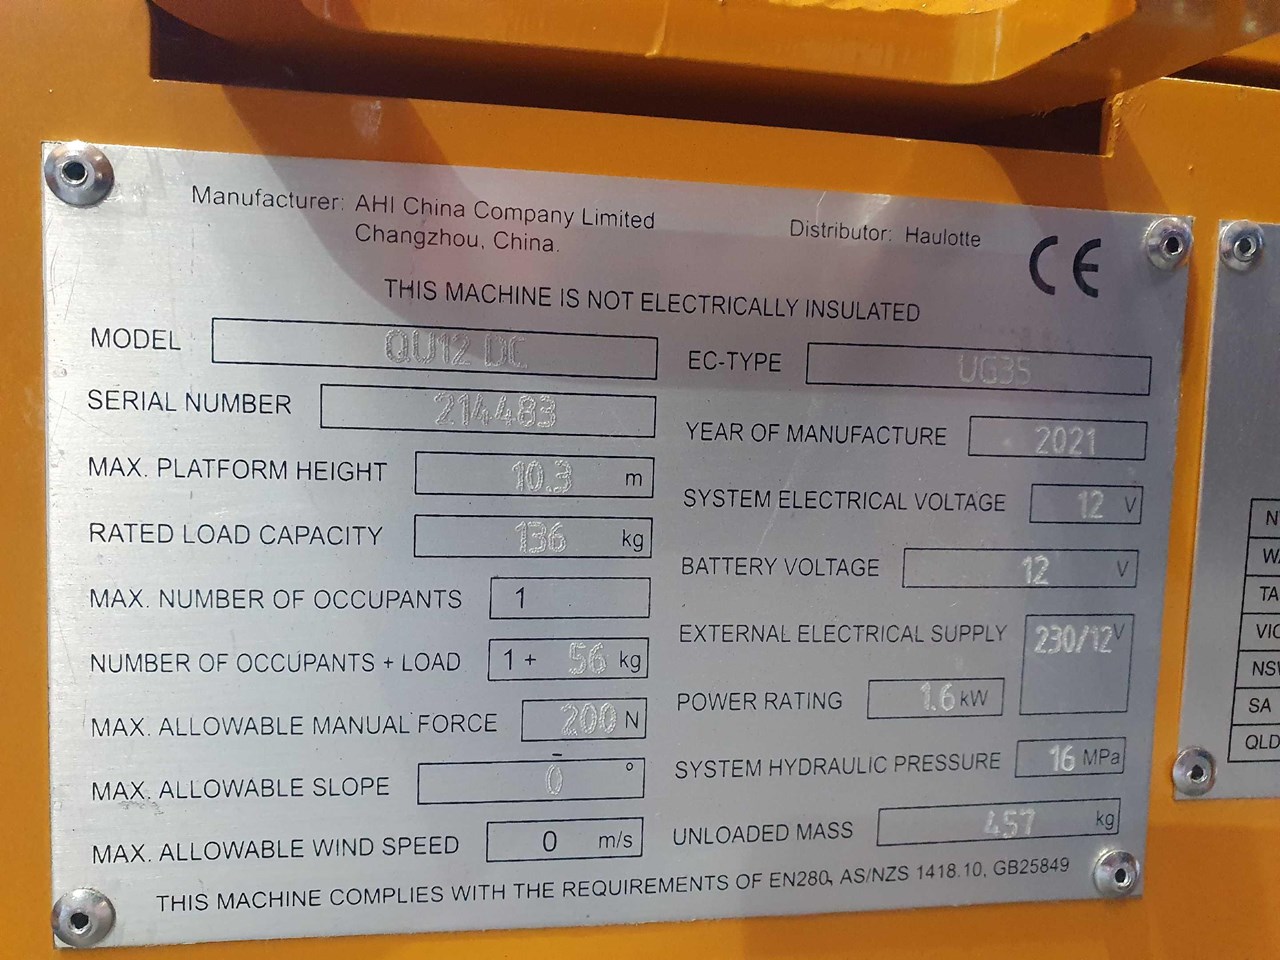 Manufacturer: AHI China Company Limited
Changzhou, China.
Distributor: Haulotte
CE
THIS MACHINE IS NOT ELECTRICALLY INSULATED
MODEL QU12 DC
SERIAL NUMBER 214483
MAX. PLATFORM HEIGHT 10.3 m
RATED LOAD CAPACITY 136 kg
MAX. NUMBER OF OCCUPANTS 1
NUMBER OF OCCUPANTS + LOAD 1 + 56 kg
MAX. ALLOWABLE MANUAL FORCE 200 N
MAX. ALLOWABLE SLOPE 0 °
MAX. ALLOWABLE WIND SPEED 0 m/s
EC-TYPE UG35
YEAR OF MANUFACTURE 2021
SYSTEM ELECTRICAL VOLTAGE 12 V
BATTERY VOLTAGE 12 V
EXTERNAL ELECTRICAL SUPPLY 230/12 V
POWER RATING 1.6 kW
SYSTEM HYDRAULIC PRESSURE 16 MPa
UNLOADED MASS 457 kg
THIS MACHINE COMPLIES WITH THE REQUIREMENTS OF EN280, AS/NZS 1418.10, GB25849
VIC
NSW
SA
QLD